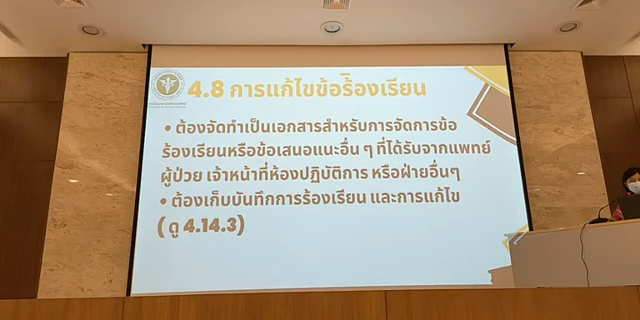 4.8 การแก้ไขข้อร้องเรียน
• ต้องจัดทำเป็นเอกสารสำหรับการจัดการข้อ
ร้องเรียนหรือข้อเสนอแนะอื่น ๆ ที่ได้รับจากแพทย์
ผู้ป่วย เจ้าหน้าที่ห้องปฏิบัติการ หรือฝ่ายอื่นๆ
• ต้องเก็บบันทึกการร้องเรียน และการแก้ไข
( ดู 4.14.3)